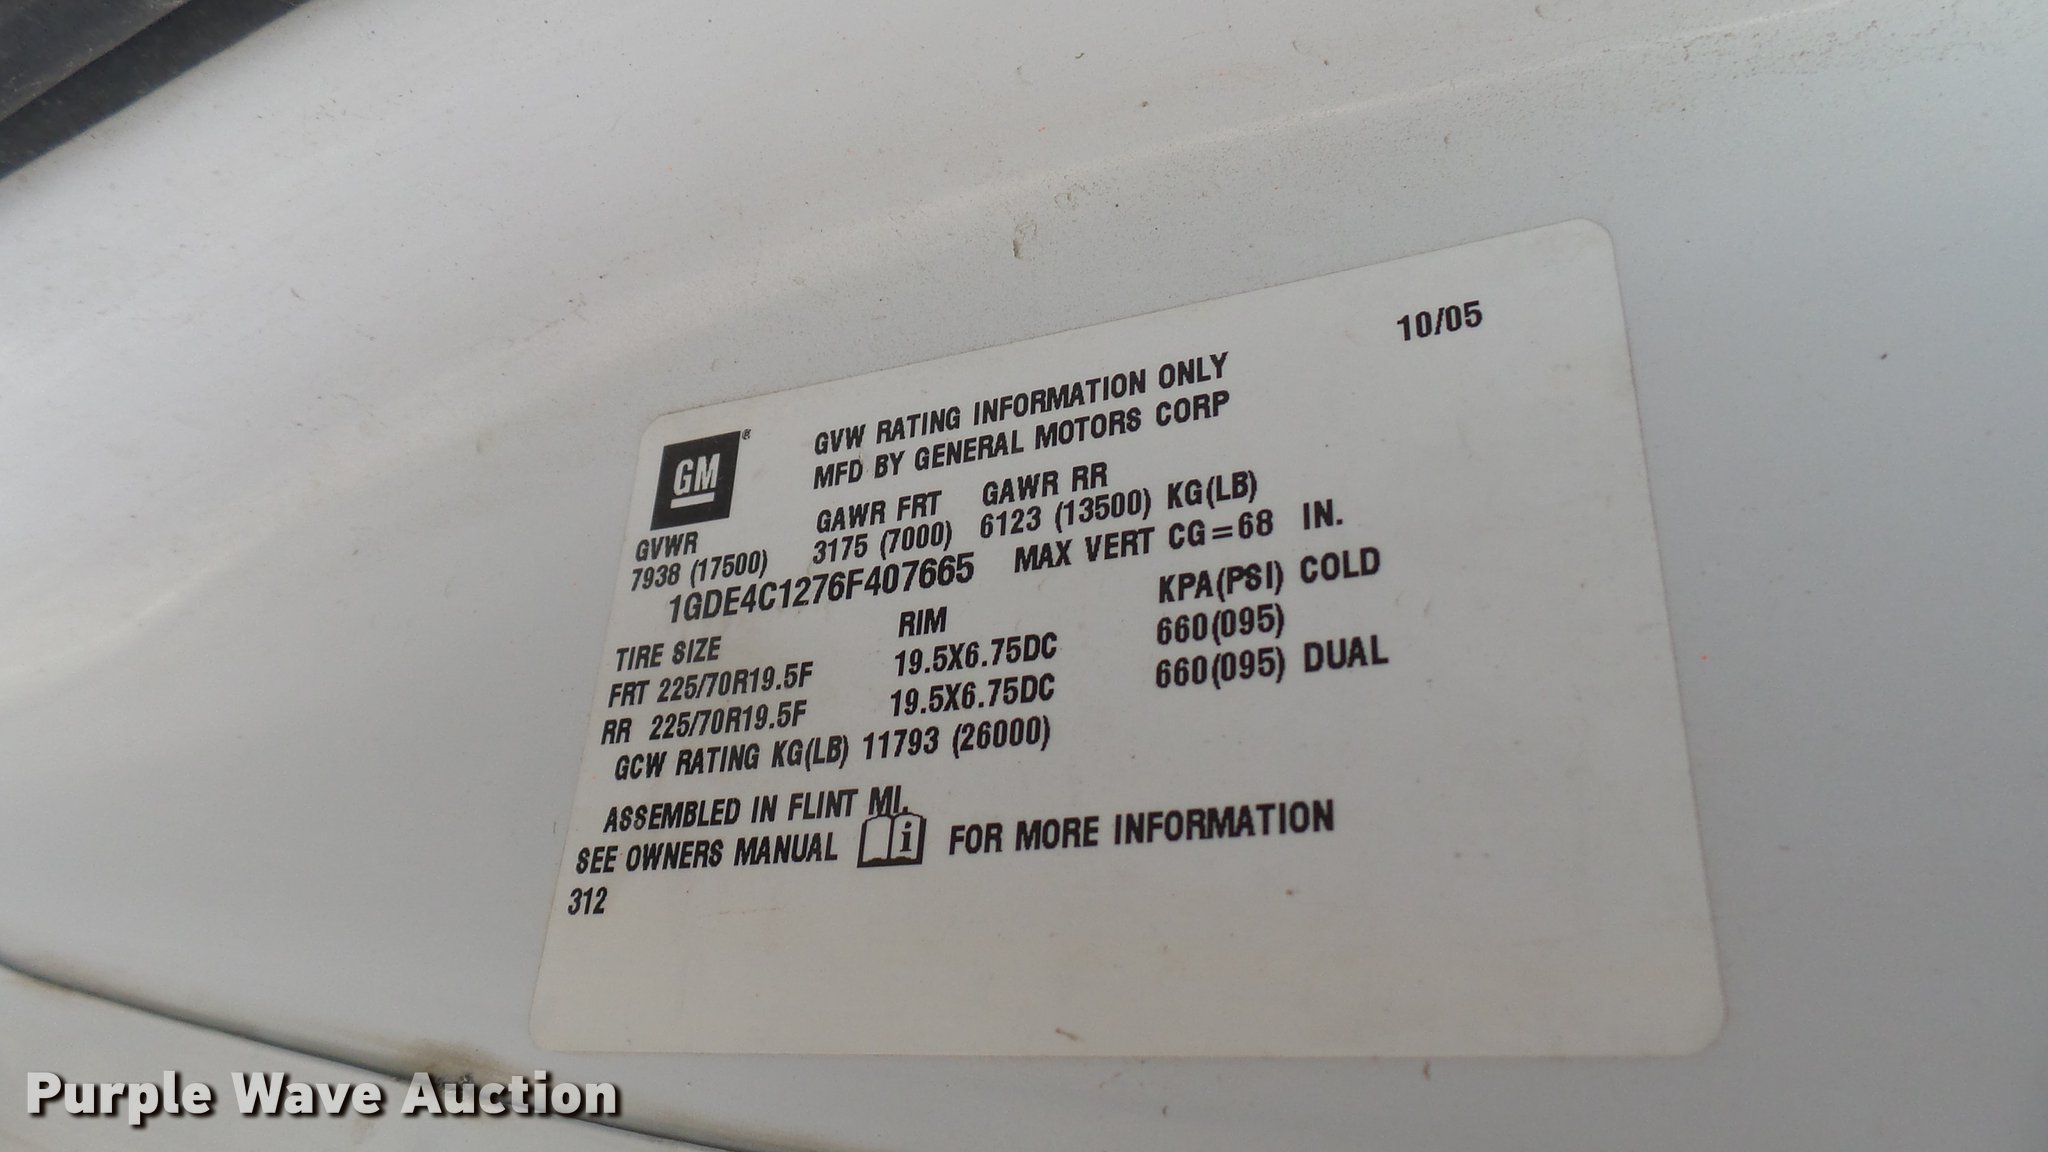 10/05
GM®
GVW RATING INFORMATION ONLY
MFD BY GENERAL MOTORS CORP
GVWR GAWR FRT GAWR RR
7938 (17500) 3175 (7000) 6123 (13500) KG(LB)
1GDE4C1276F407665 MAX VERT CG=68 IN.
TIRE SIZE RIM KPA(PSI) COLD
FRT 225/70R19.5F 19.5X6.75DC 660(095)
RR 225/70R19.5F 19.5X6.75DC 660(095) DUAL
GCW RATING KG(LB) 11793 (26000)
ASSEMBLED IN FLINT MI.
SEE OWNERS MANUAL i FOR MORE INFORMATION
312
Purple Wave Auction